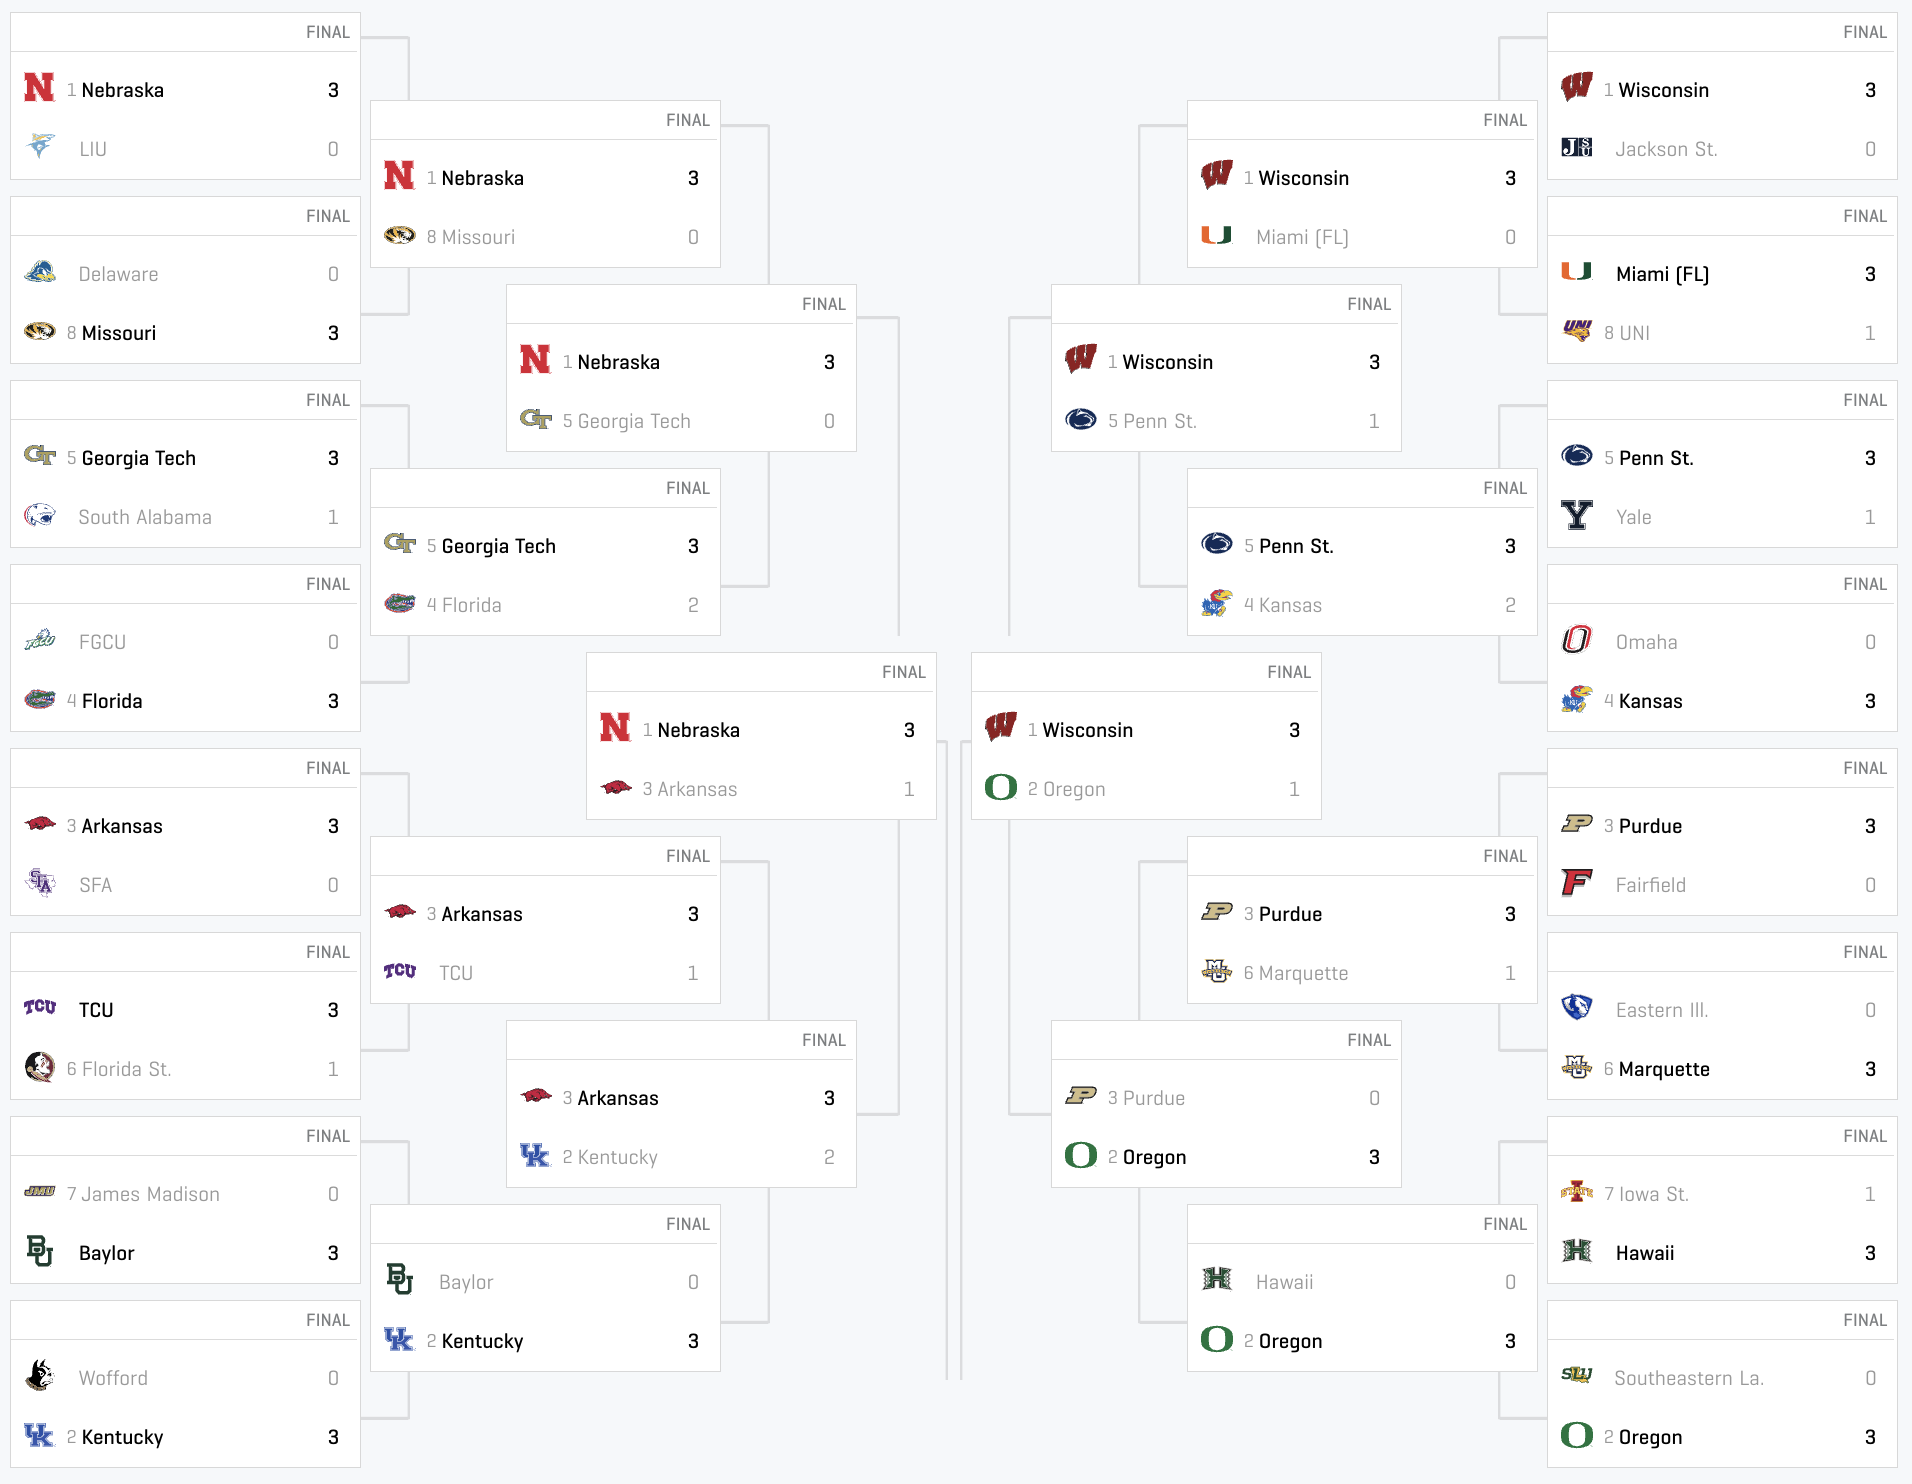 FINAL
1 Nebraska 3
LIU 0
FINAL
Delaware 0
8 Missouri 3
FINAL
5 Georgia Tech 3
South Alabama 1
FINAL
FGCU 0
4 Florida 3
FINAL
3 Arkansas 3
SFA 0
FINAL
TCU 3
6 Florida St. 1
FINAL
7 James Madison 0
Baylor 3
FINAL
Wofford 0
2 Kentucky 3
FINAL
1 Nebraska 3
8 Missouri 0
FINAL
5 Georgia Tech 3
4 Florida 2
FINAL
3 Arkansas 3
TCU 1
FINAL
Baylor 0
2 Kentucky 3
FINAL
1 Nebraska 3
5 Georgia Tech 0
FINAL
3 Arkansas 3
2 Kentucky 2
FINAL
1 Nebraska 3
3 Arkansas 1
FINAL
1 Wisconsin 3
2 Oregon 1
FINAL
1 Wisconsin 3
5 Penn St. 1
FINAL
3 Purdue 0
2 Oregon 3
FINAL
1 Wisconsin 3
Miami (FL) 0
FINAL
5 Penn St. 3
4 Kansas 2
FINAL
3 Purdue 3
6 Marquette 1
FINAL
Hawaii 0
2 Oregon 3
FINAL
1 Wisconsin 3
Jackson St. 0
FINAL
Miami (FL) 3
8 UNI 1
FINAL
5 Penn St. 3
Yale 1
FINAL
Omaha 0
4 Kansas 3
FINAL
3 Purdue 3
Fairfield 0
FINAL
Eastern Ill. 0
6 Marquette 3
FINAL
7 Iowa St. 1
Hawaii 3
FINAL
Southeastern La. 0
2 Oregon 3